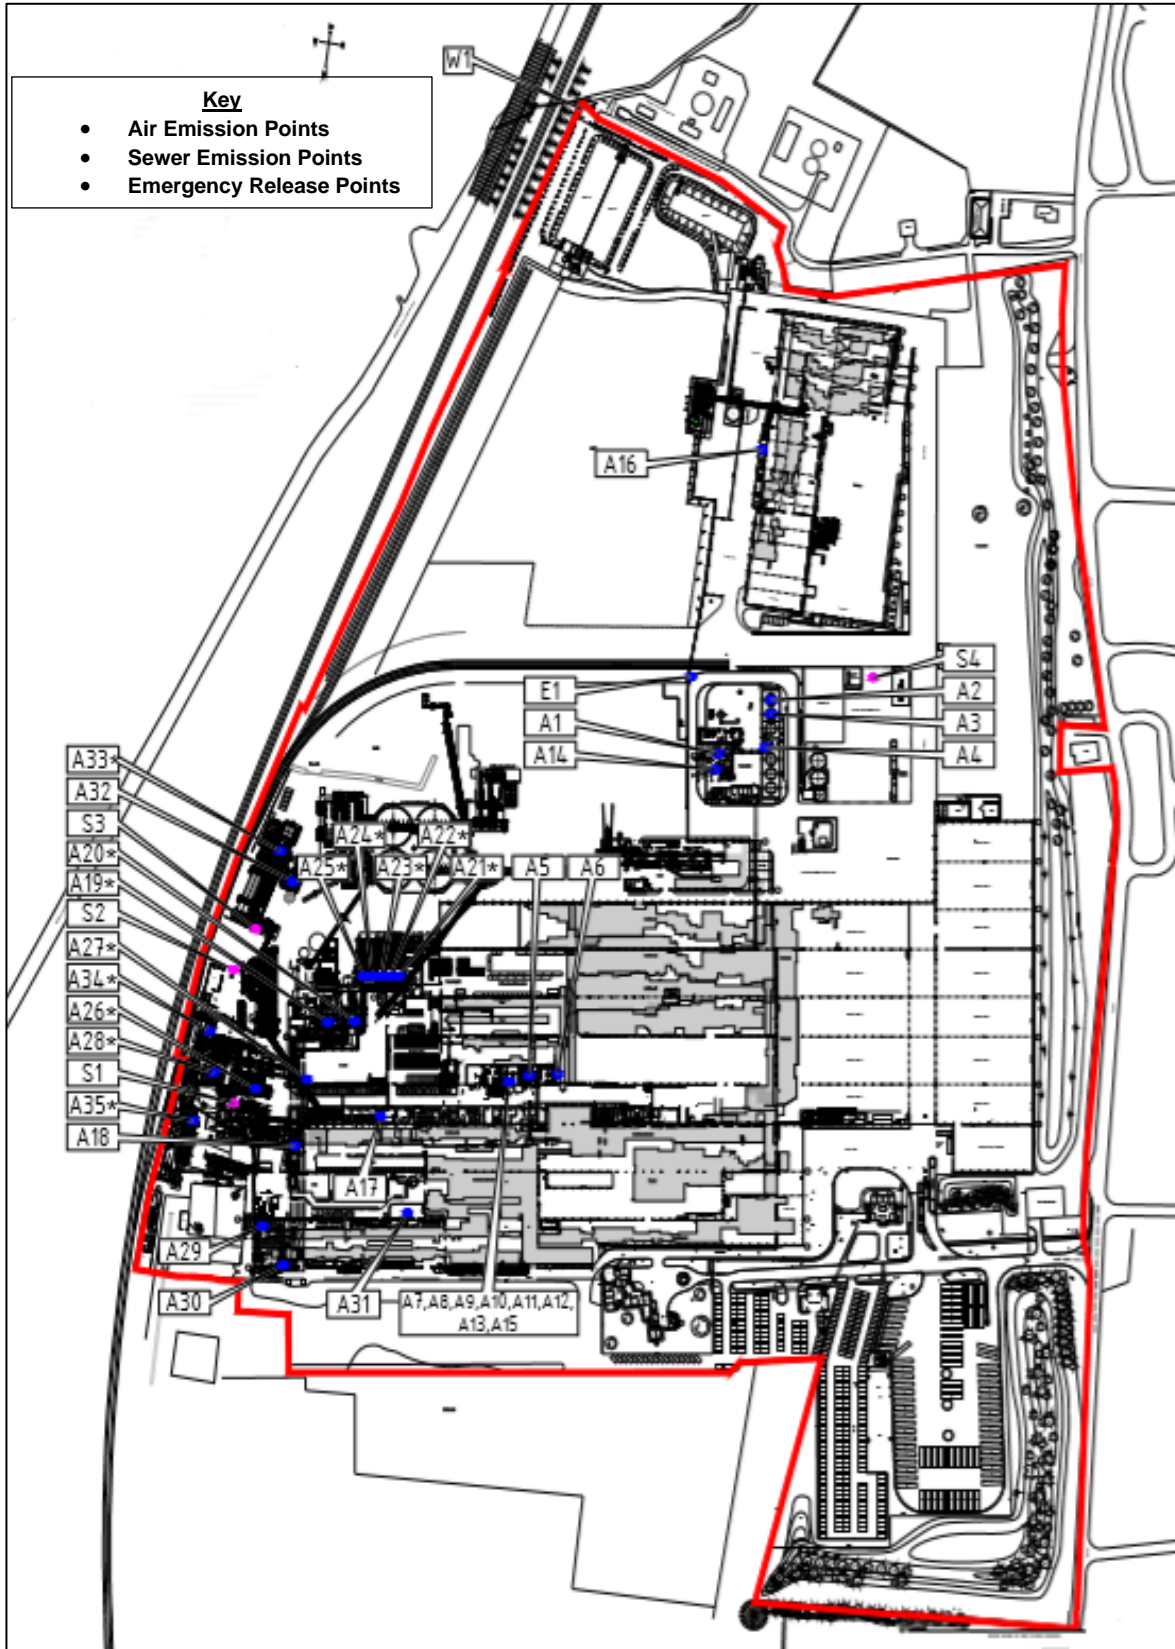 W1
Key
• Air Emission Points
• Sewer Emission Points
• Emergency Release Points
A16
S4
E1
A2
A1
A3
A14
A4
A33*
A32
S3
A20*
A19*
S2
A27*
A34*
A26*
A28*
S1
A35*
A18
A24*
A22*
A25*
A23*
A21*
A5
A6
A17
A29
A30
A31
A7,A8,A9,A10,A11,A12,
A13,A15